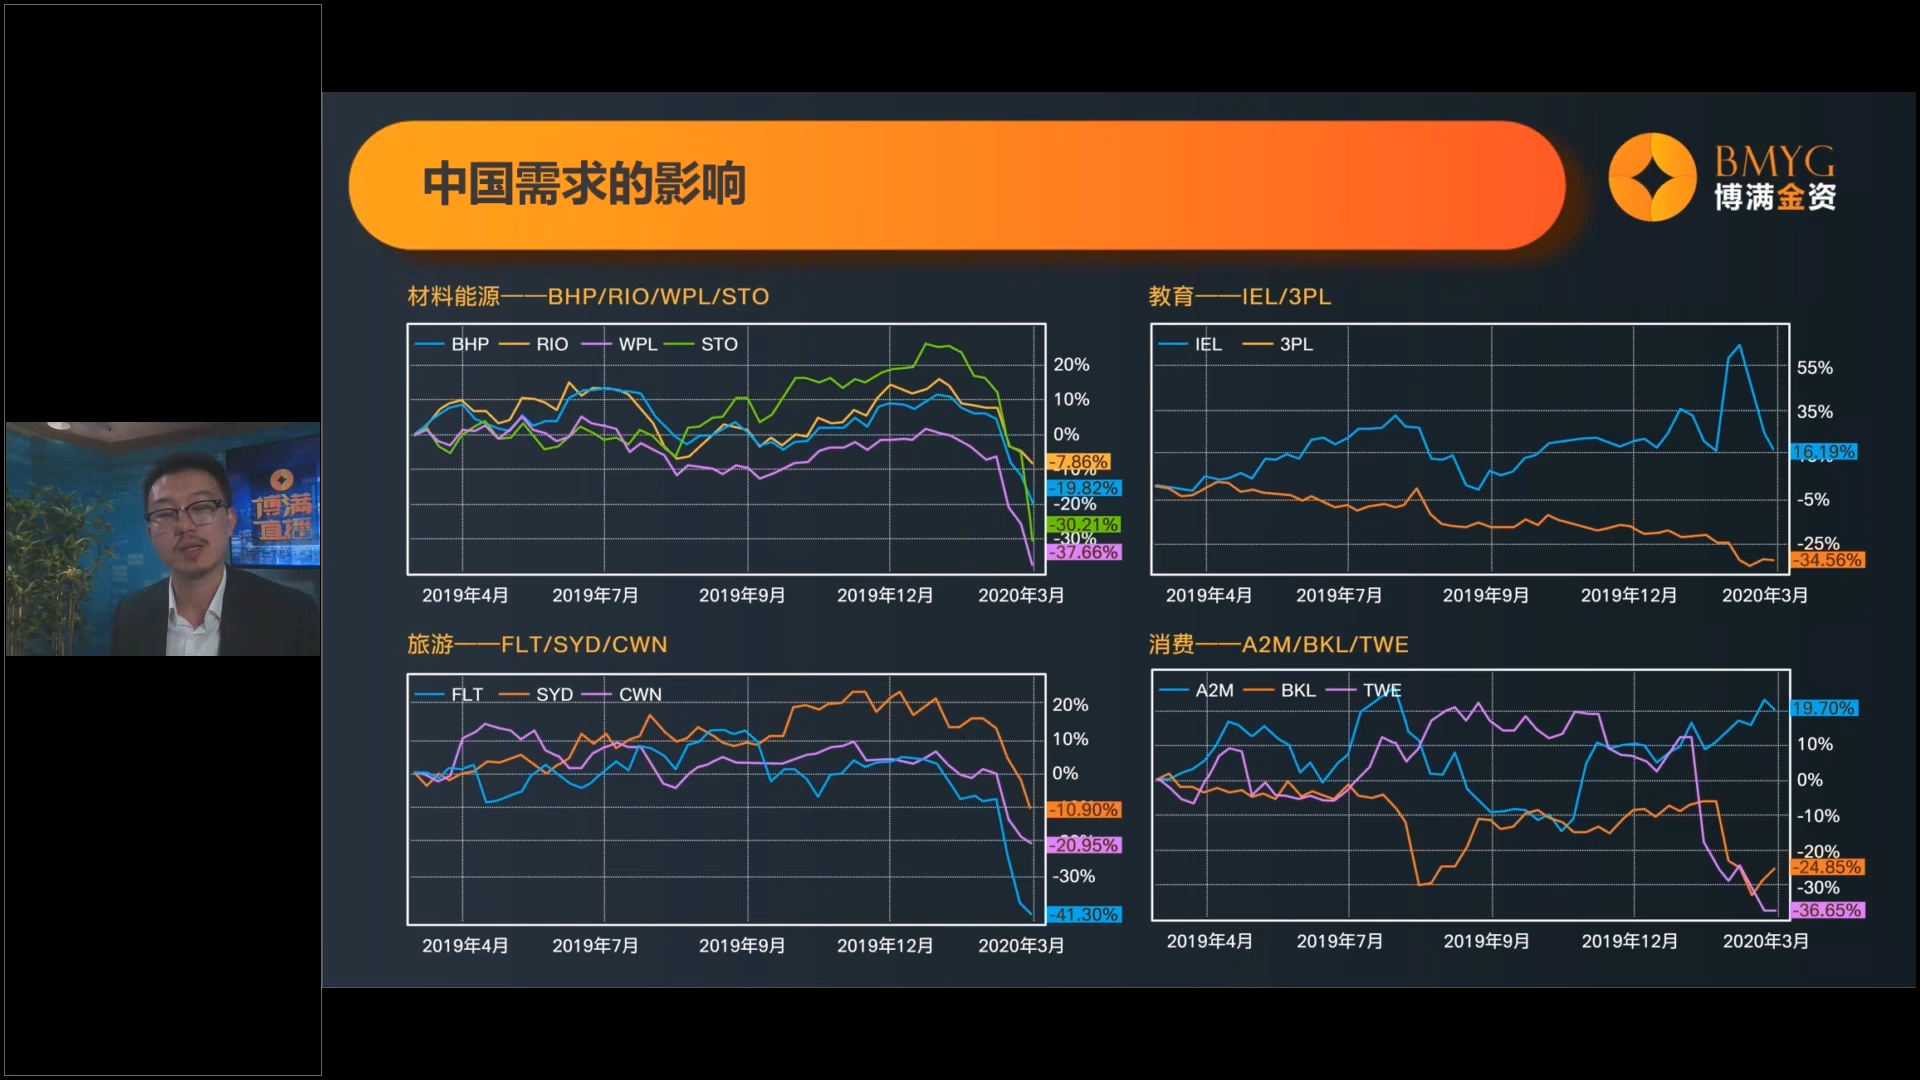 中国需求的影响
BMYG
博满金资
材料能源——BHP/RIO/WPL/STO
BHP RIO WPL STO
20%
10%
0%
-7.86%
-10%
-19.82%
-20%
-30.21%
-30%
-37.66%
2019年4月 2019年7月 2019年9月 2019年12月 2020年3月
教育——IEL/3PL
IEL 3PL
55%
35%
16.19%
-5%
-25%
-34.56%
2019年4月 2019年7月 2019年9月 2019年12月 2020年3月
旅游——FLT/SYD/CWN
FLT SYD CWN
20%
10%
0%
-10.90%
-20.95%
-30%
-41.30%
2019年4月 2019年7月 2019年9月 2019年12月 2020年3月
消费——A2M/BKL/TWE
A2M BKL TWE
19.70%
10%
0%
-10%
-20%
-24.85%
-30%
-36.65%
2019年4月 2019年7月 2019年9月 2019年12月 2020年3月
博满
直播